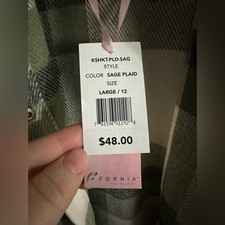 KSHKT-PLD-SAG
STYLE
COLOR SAGE PLAID
SIZE
LARGE / 12
$48.00
FORNIA